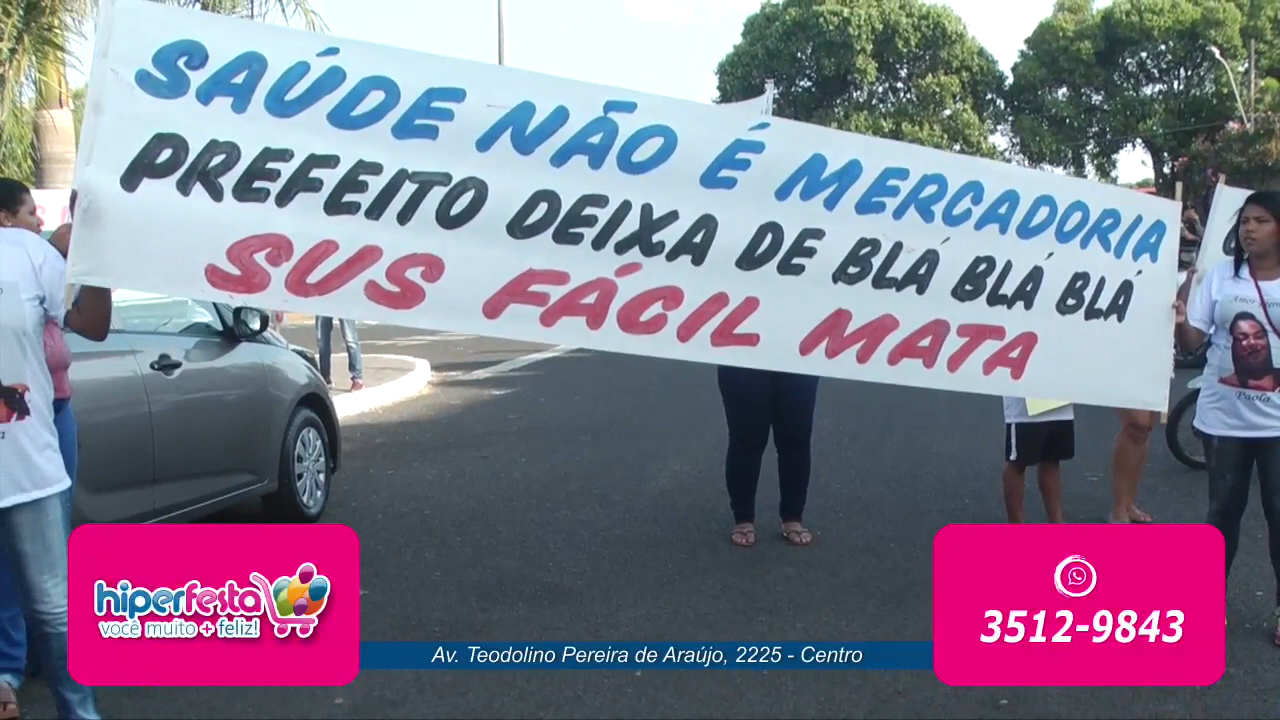 SAÚDE NÃO É MERCADORIA
PREFEITO DEIXA DE BLÁ BLÁ BLÁ
SUS FÁCIL MATA
Paola
hiperfesta
você muito + feliz!
Av. Teodolino Pereira de Araújo, 2225 - Centro
3512-9843